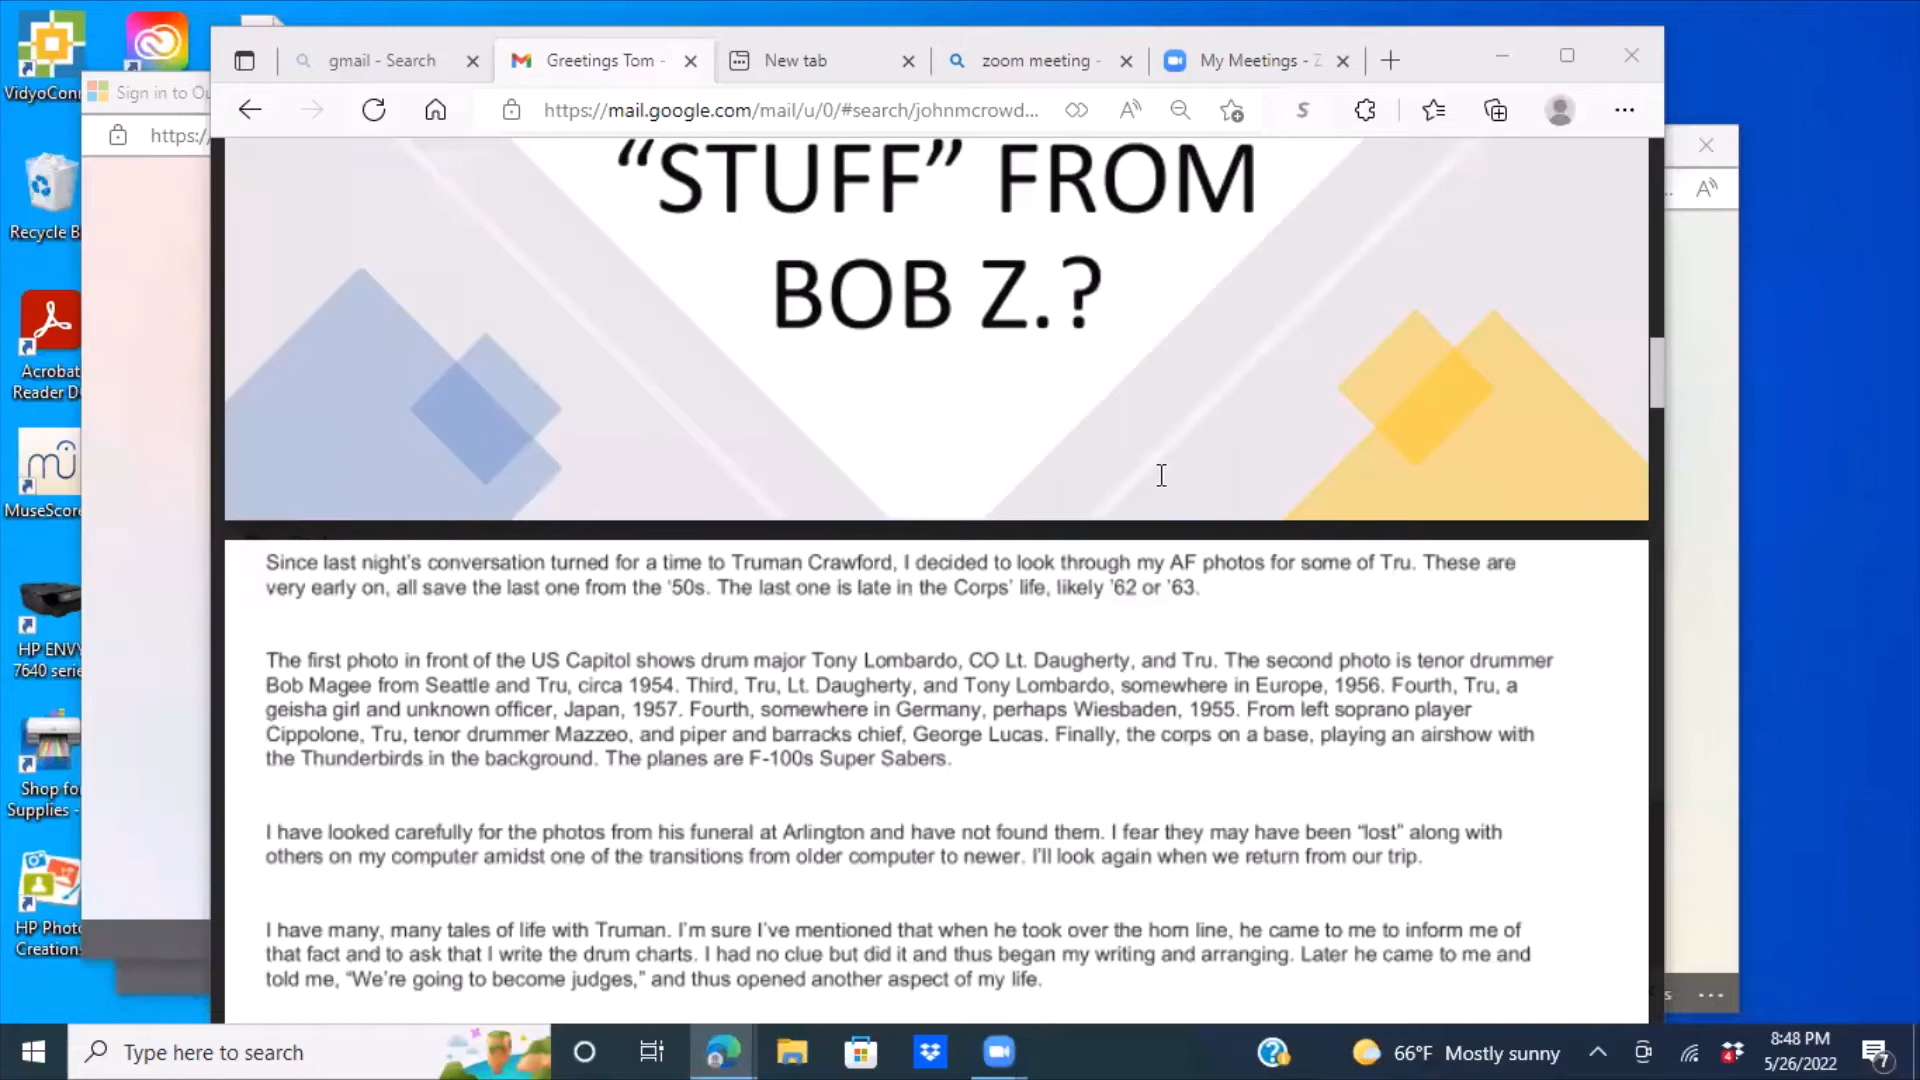 gmail - Search
Greetings Tom -
New tab
zoom meeting -
My Meetings - Z
https://mail.google.com/mail/u/0/#search/johnmcrowd...
VidyoConn
Sign in to Ou
https:/
Recycle B
Acrobat
Reader D
MuseScore
HP ENVY
7640 serie
Shop for
Supplies -
HP Photo
Creations
“STUFF” FROM
BOB Z.?
Since last night’s conversation turned for a time to Truman Crawford, I decided to look through my AF photos for some of Tru. These are
very early on, all save the last one from the ’50s. The last one is late in the Corps’ life, likely ’62 or ’63.
The first photo in front of the US Capitol shows drum major Tony Lombardo, CO Lt. Daugherty, and Tru. The second photo is tenor drummer
Bob Magee from Seattle and Tru, circa 1954. Third, Tru, Lt. Daugherty, and Tony Lombardo, somewhere in Europe, 1956. Fourth, Tru, a
geisha girl and unknown officer, Japan, 1957. Fourth, somewhere in Germany, perhaps Wiesbaden, 1955. From left soprano player
Cippolone, Tru, tenor drummer Mazzeo, and piper and barracks chief, George Lucas. Finally, the corps on a base, playing an airshow with
the Thunderbirds in the background. The planes are F-100s Super Sabers.
I have looked carefully for the photos from his funeral at Arlington and have not found them. I fear they may have been “lost” along with
others on my computer amidst one of the transitions from older computer to newer. I’ll look again when we return from our trip.
I have many, many tales of life with Truman. I’m sure I’ve mentioned that when he took over the horn line, he came to me to inform me of
that fact and to ask that I write the drum charts. I had no clue but did it and thus began my writing and arranging. Later he came to me and
told me, “We’re going to become judges,” and thus opened another aspect of my life.
Type here to search
66°F Mostly sunny
8:48 PM
5/26/2022
4
7